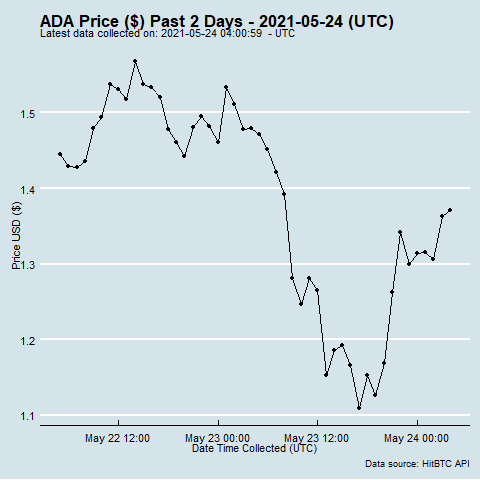 ADA Price ($) Past 2 Days - 2021-05-24 (UTC)
Latest data collected on: 2021-05-24 04:00:59 - UTC
1.5
1.4
1.3
1.2
1.1
Price USD ($)
May 22 12:00
May 23 00:00
May 23 12:00
May 24 00:00
Date Time Collected (UTC)
Data source: HitBTC API